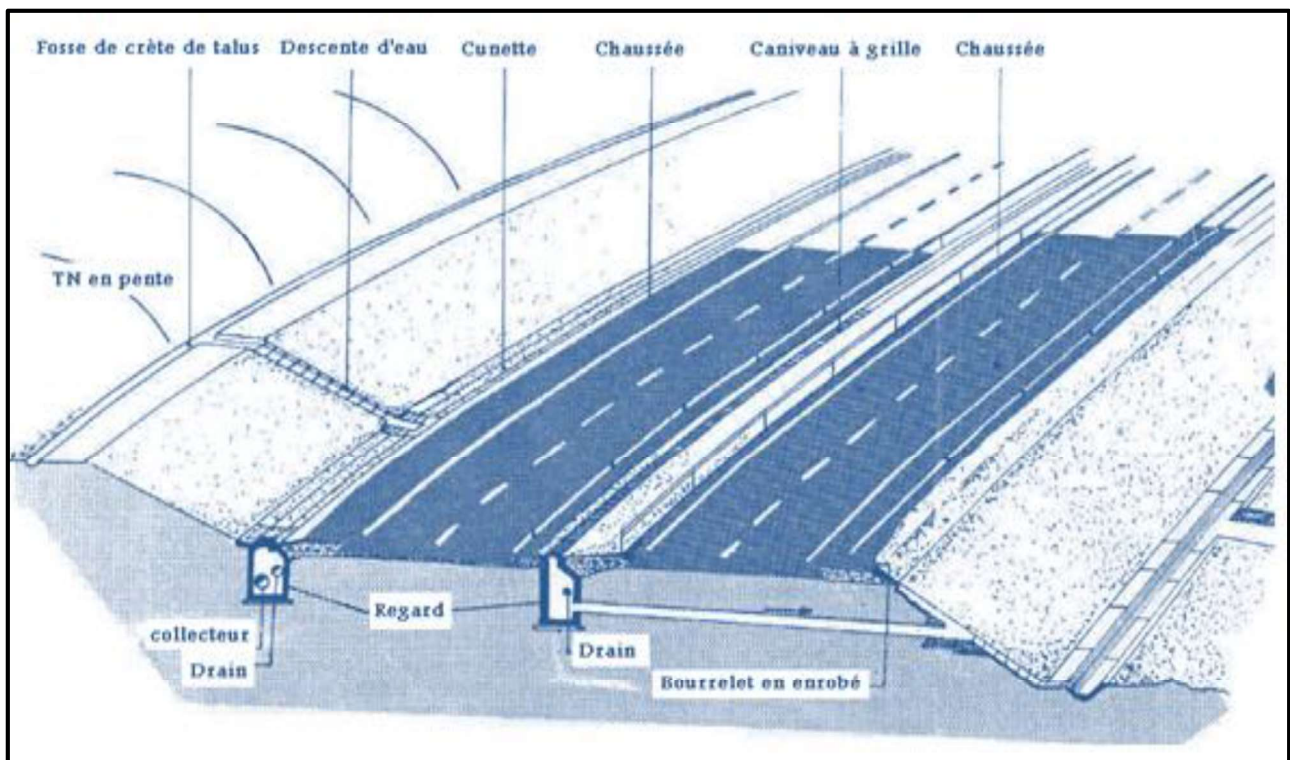 Fosse de crète de talus
Descente d'eau
Cunette
Chaussée
Caniveau à grille
Chaussée
TN en pente
Regard
collecteur
Drain
Drain
Bourrelet en enrobé